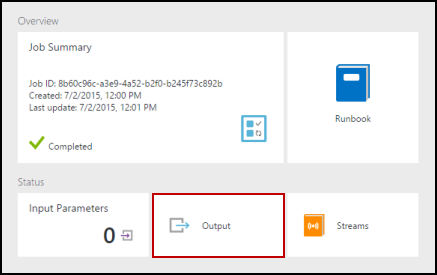 Overview
Job Summary
Job ID: 8b60c96c-a3e9-4a52-b2f0-b245f73c892b
Created: 7/2/2015, 12:00 PM
Last update: 7/2/2015, 12:01 PM
Completed
Runbook
Status
Input Parameters
0
Output
Streams